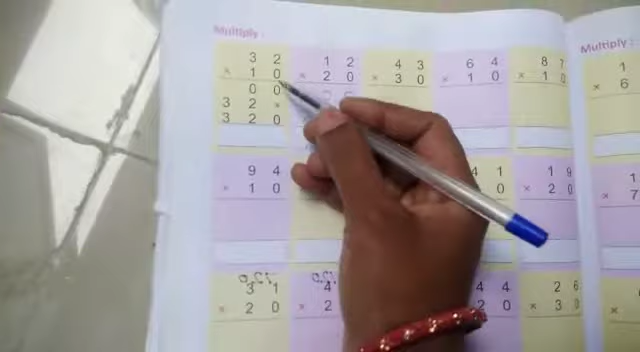 Multiply :
Multiply :
3 2
× 1 0
0 0
3 2 ×
3 2 0
1 2
× 2 0
4 3
× 3 0
6 4
× 1 0
8 7
× 1 0
1
× 6
9 4
× 1 0
4 1
0
1 9
× 2 0
1
× 7
3 1
× 2 0
4
× 2
4 4
2 0
2 6
× 3 0
×